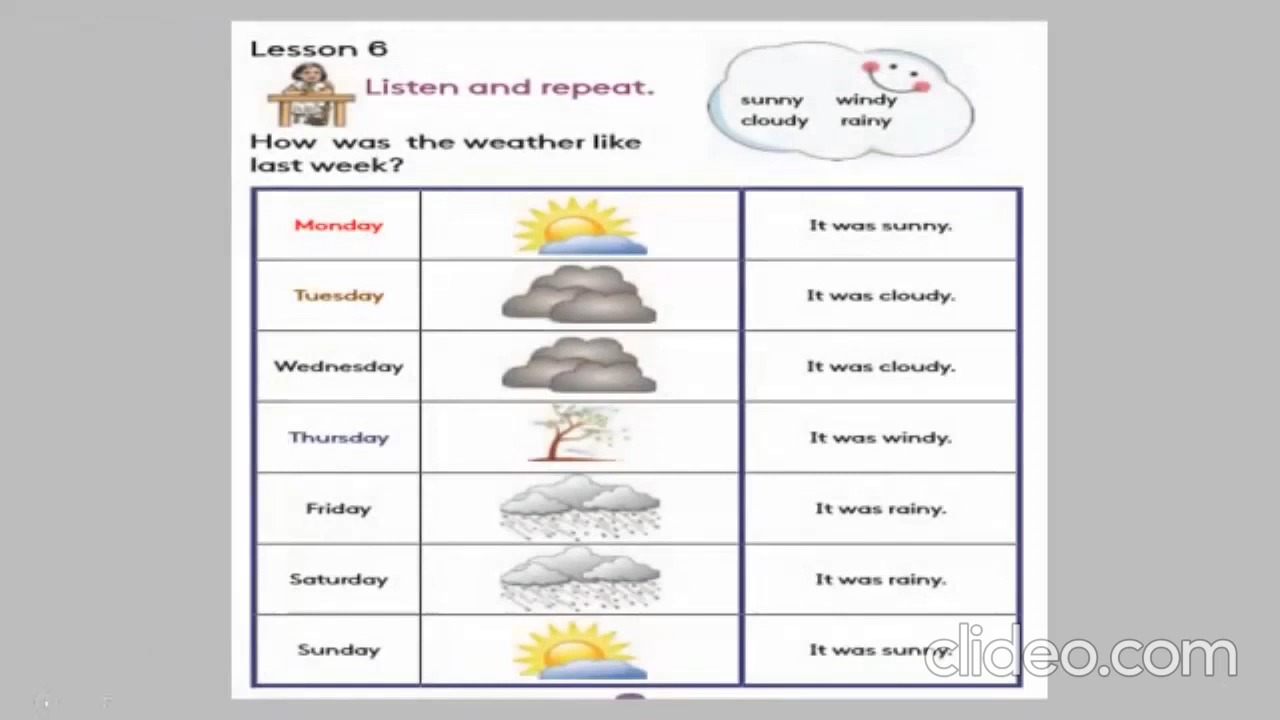 Lesson 6
Listen and repeat.
sunny windy
cloudy rainy
How was the weather like
last week?
Monday It was sunny.
Tuesday It was cloudy.
Wednesday It was cloudy.
Thursday It was windy.
Friday It was rainy.
Saturday It was rainy.
Sunday It was sunny.
clideo.com